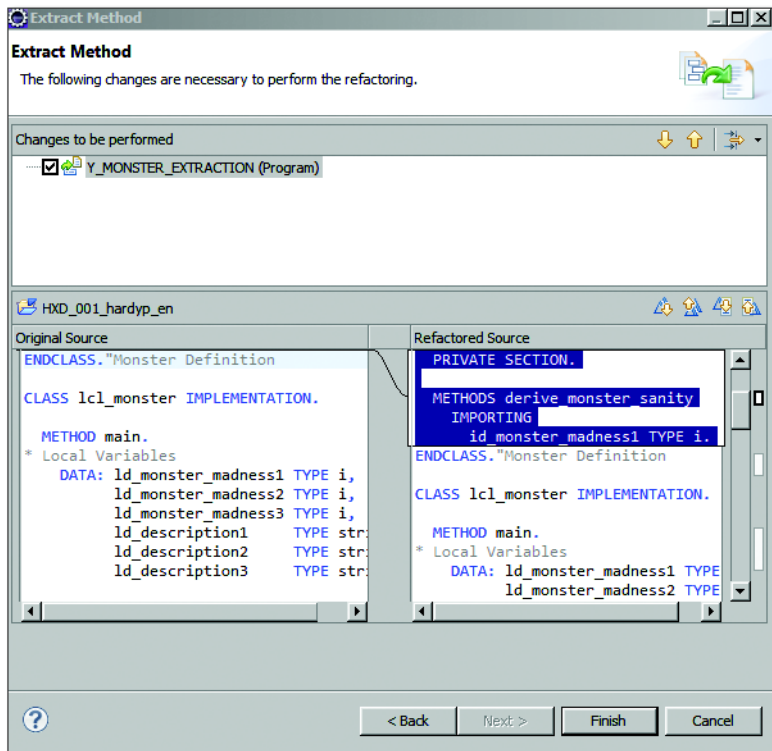 Extract Method
Extract Method
The following changes are necessary to perform the refactoring.
Changes to be performed
Y_MONSTER_EXTRACTION (Program)
HXD_001_hardyp_en
Original Source
ENDCLASS."Monster Definition
CLASS lcl_monster IMPLEMENTATION.
METHOD main.
* Local Variables
DATA: ld_monster_madness1 TYPE i,
ld_monster_madness2 TYPE i,
ld_monster_madness3 TYPE i,
ld_description1 TYPE str
ld_description2 TYPE str
ld_description3 TYPE str
Refactored Source
PRIVATE SECTION.
METHODS derive_monster_sanity
IMPORTING
id_monster_madness1 TYPE i.
ENDCLASS."Monster Definition
CLASS lcl_monster IMPLEMENTATION.
METHOD main.
* Local Variables
DATA: ld_monster_madness1 TYPE
ld_monster_madness2 TYPE
?
< Back
Next >
Finish
Cancel